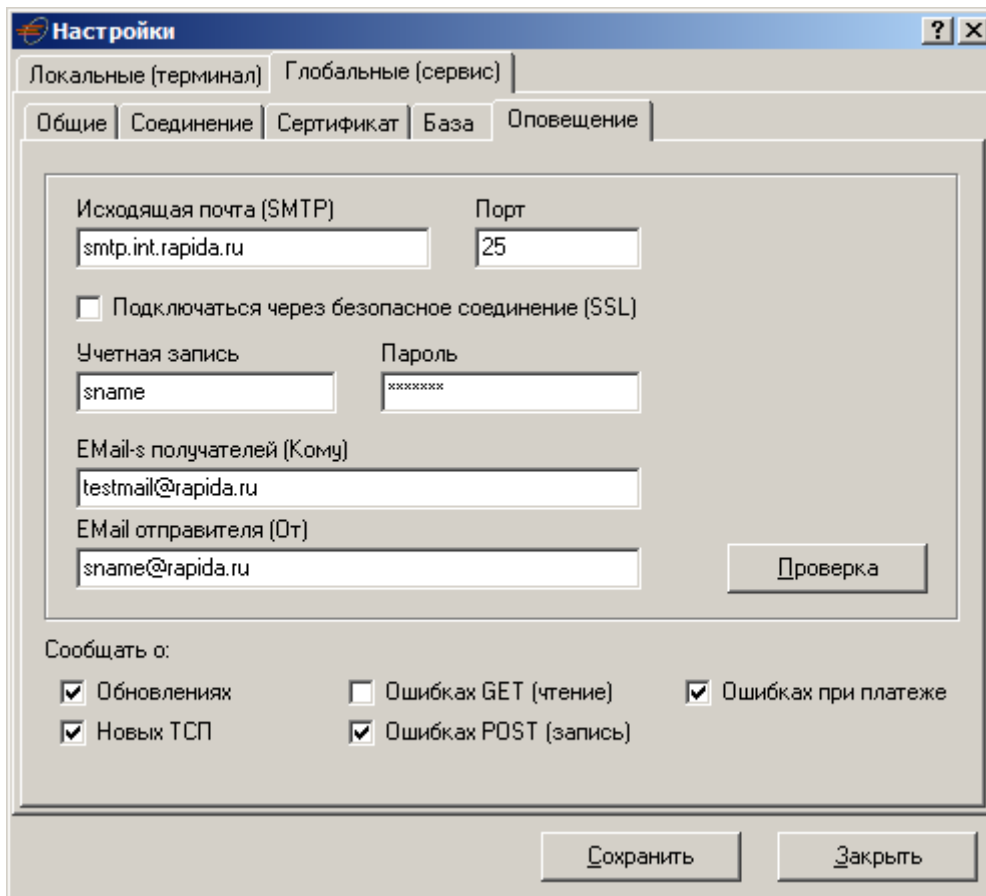 Настройки
Локальные (терминал) Глобальные (сервис)
Общие Соединение Сертификат База Оповещение
Исходящая почта (SMTP) Порт
smtp.int.rapida.ru 25
Подключаться через безопасное соединение (SSL)
Учетная запись Пароль
sname *******
EMail-s получателей (Кому)
testmail@rapida.ru
EMail отправителя (От)
sname@rapida.ru
Проверка
Сообщать о:
Обновлениях Ошибках GET (чтение) Ошибках при платеже
Новых ТСП Ошибках POST (запись)
Сохранить Закрыть